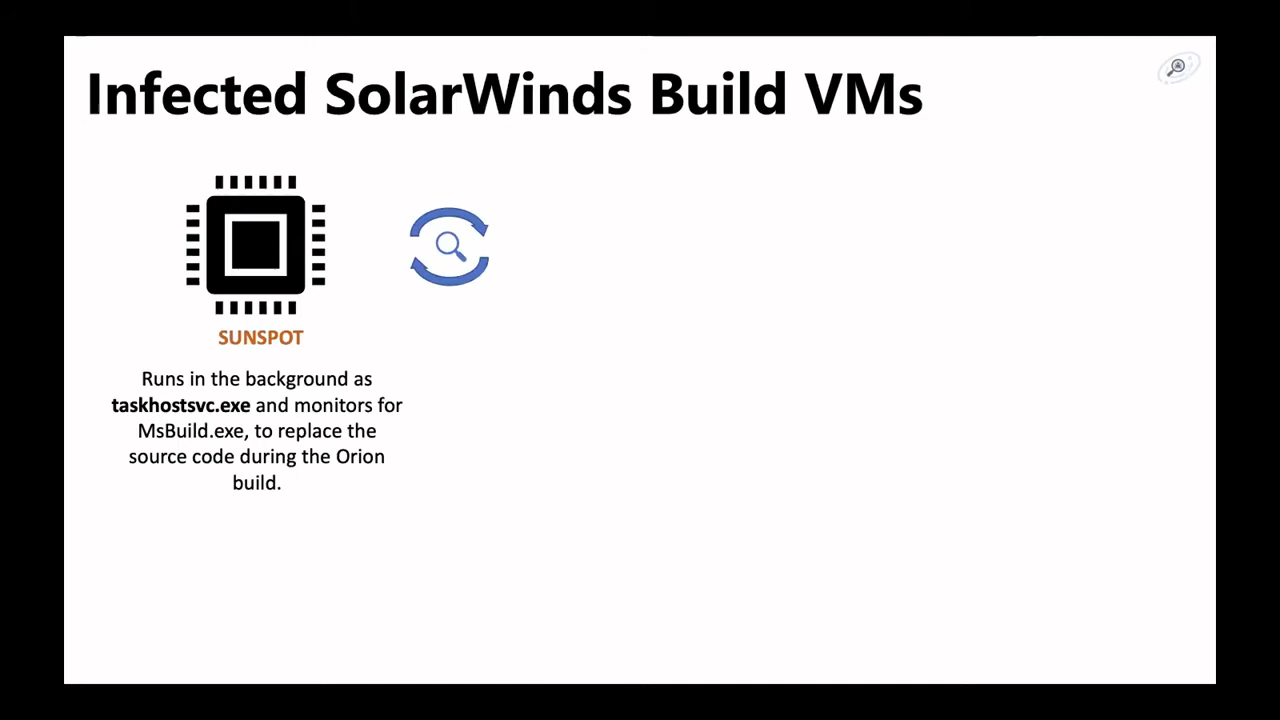 Infected SolarWinds Build VMs
SUNSPOT
Runs in the background as
taskhostsvc.exe and monitors for
MsBuild.exe, to replace the
source code during the Orion
build.